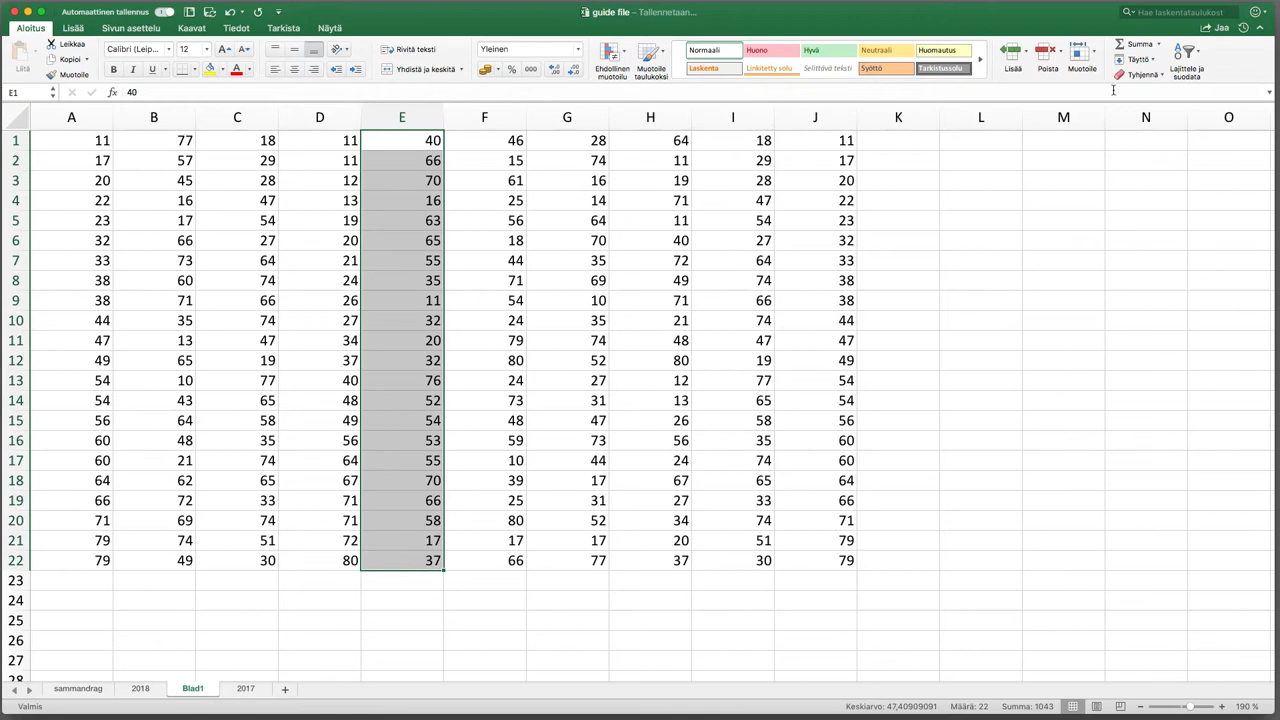 Automaattinen tallennus
guide file – Tallennetaan...
Hae laskentataulukost
Aloitus Lisää Sivun asettelu Kaavat Tiedot Tarkista Näytä
Jaa
Liitä
Leikkaa
Kopioi
Muotoile
Calibri (Leip... 12
B I U
Rivitä teksti
Yhdistä ja keskitä
Yleinen
% 000
Ehdollinen muotoilu
Muotoile taulukoksi
Normaali Huono Hyvä Neutraali Huomautus
Laskenta Linkitetty solu Selittävä teksti Syöttö Tarkistussolu
Lisää Poista Muotoile
Summa
Täyttö
Tyhjennä
Lajittele ja suodata
E1 fx 40
A B C D E F G H I J K L M N O
1 11 77 18 11 40 46 28 64 18 11
2 17 57 29 11 66 15 74 11 29 17
3 20 45 28 12 70 61 16 19 28 20
4 22 16 47 13 16 25 14 71 47 22
5 23 17 54 19 63 56 64 11 54 23
6 32 66 27 20 65 18 70 40 27 32
7 33 73 64 21 55 44 35 72 64 33
8 38 60 74 24 35 71 69 49 74 38
9 38 71 66 26 11 54 10 71 66 38
10 44 35 74 27 32 24 35 21 74 44
11 47 13 47 34 20 79 74 48 47 47
12 49 65 19 37 32 80 52 80 19 49
13 54 10 77 40 76 24 27 12 77 54
14 54 43 65 48 52 73 31 13 65 54
15 56 64 58 49 54 48 47 26 58 56
16 60 48 35 56 53 59 73 56 35 60
17 60 21 74 64 55 10 44 24 74 60
18 64 62 65 67 70 39 17 67 65 64
19 66 72 33 71 66 25 31 27 33 66
20 71 69 74 71 58 80 52 34 74 71
21 79 74 51 72 17 17 17 20 51 79
22 79 49 30 80 37 66 77 37 30 79
23
24
25
26
27
28
sammandrag 2018 Blad1 2017 +
Valmis
Keskiarvo: 47,40909091 Määrä: 22 Summa: 1043
190 %